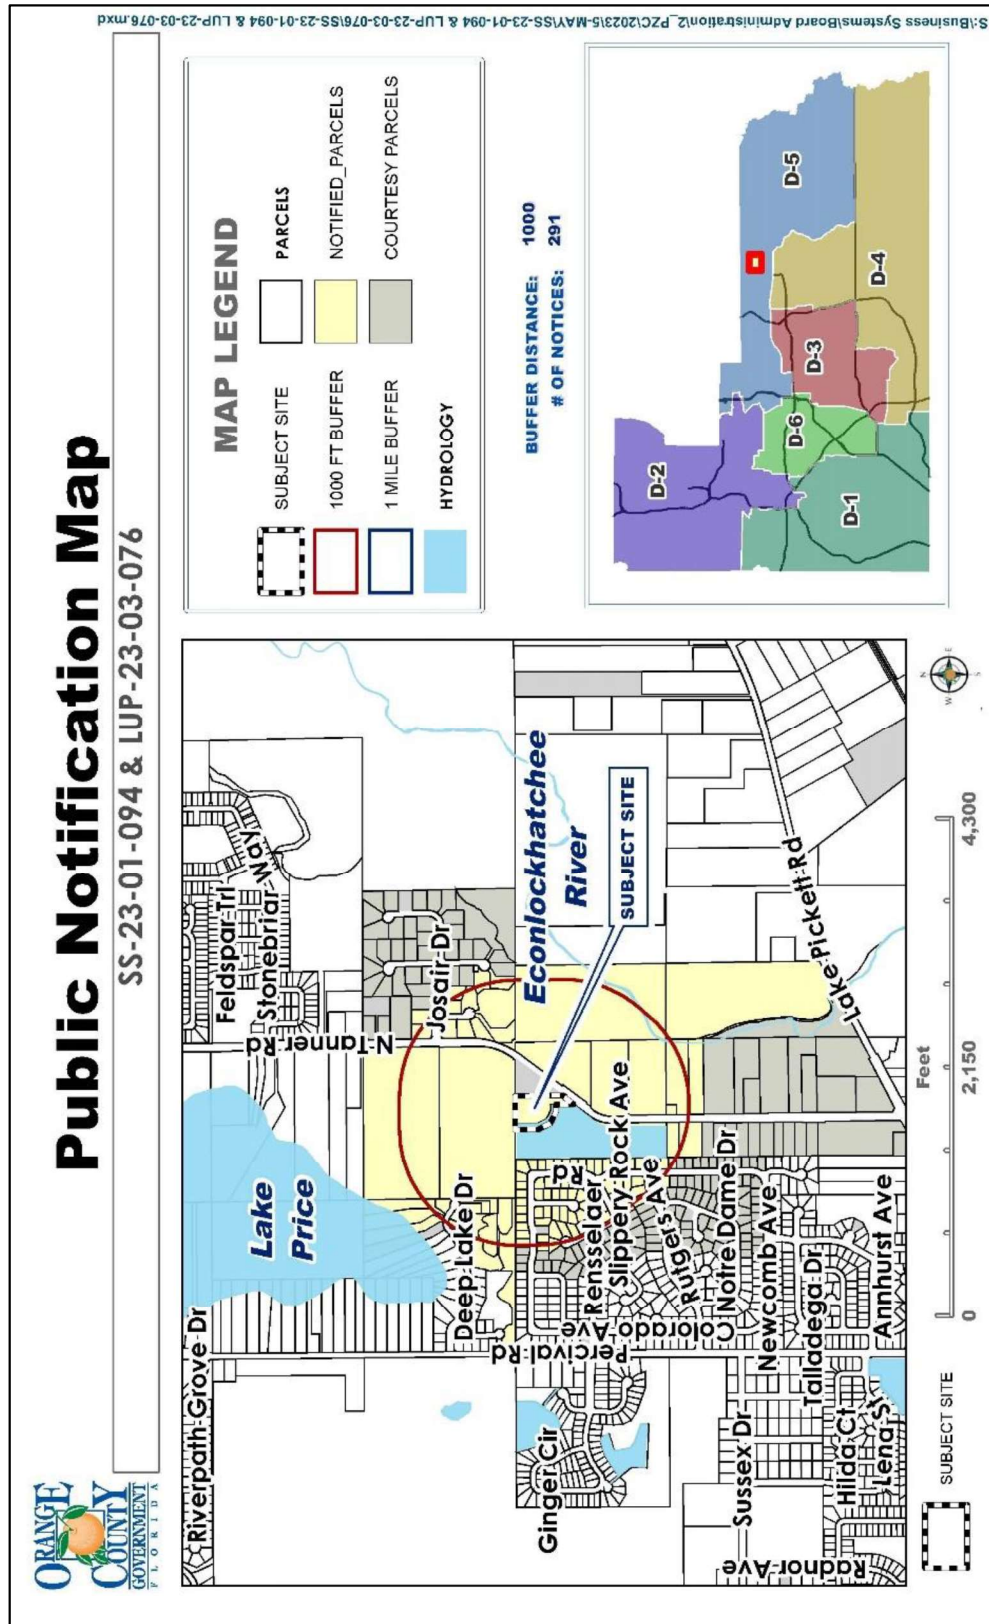 ORANGE
COUNTY
GOVERNMENT
FLORIDA
Public Notification Map
SS-23-01-094 & LUP-23-03-076
Riverpath Grove Dr
Lake
Price
Feldspar Trl
Stonebriar Way
N Tanner Rd
Josair Dr
Deep Lake Dr
Percival Rd
Ginger Cir
Econlockhatchee
River
SUBJECT SITE
Rd
Rensselaer
Slippery Rock Ave
Colorado Ave
Rutgers Ave
Notre Dame Dr
Sussex Dr
Newcomb Ave
Talladega Dr
Lake Pickett Rd
Hilda Ct
Lena St
Annhurst Ave
Radnor Ave
SUBJECT SITE
Feet
0
2,150
4,300
N
E
S
W
MAP LEGEND
SUBJECT SITE
PARCELS
1000 FT BUFFER
NOTIFIED_PARCELS
1 MILE BUFFER
COURTESY PARCELS
HYDROLOGY
BUFFER DISTANCE: 1000
# OF NOTICES: 291
D-2
D-5
D-6
D-3
D-1
D-4
S:\Business Systems\Board Administration\2_PZC\2023\5-MAY\SS-23-01-094 & LUP-23-03-076\SS-23-01-094 & LUP-23-03-076.mxd